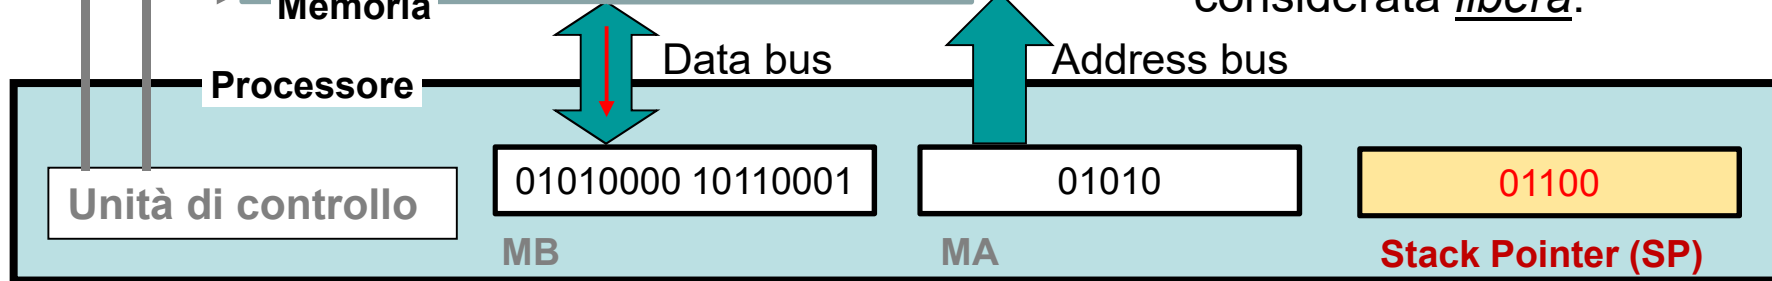 Memoria
considerata libera.
Data bus
Address bus
Processore
01010000 10110001
01010
01100
Unità di controllo
MB
MA
Stack Pointer (SP)